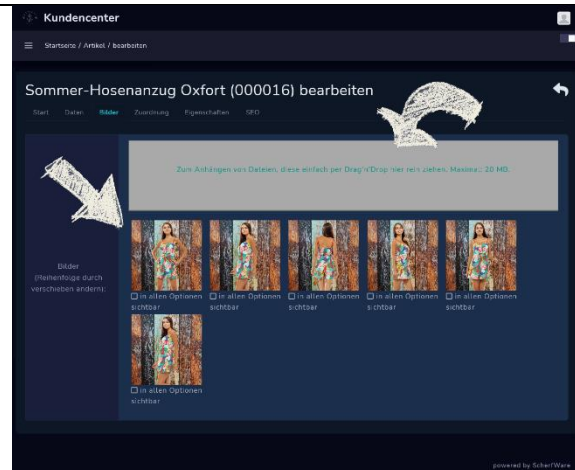 Kundencenter
Startseite / Artikel / bearbeiten
Sommer-Hosenanzug Oxfort (000016) bearbeiten
Start Daten Bilder Zuordnung Eigenschaften SEO
Zum Anhängen von Dateien, diese einfach per Drag'n'Drop hier rein ziehen. Maximal: 20 MB.
Bilder
(Reihenfolge durch
verschieben ändern):
in allen Optionen sichtbar
in allen Optionen sichtbar
in allen Optionen sichtbar
in allen Optionen sichtbar
in allen Optionen sichtbar
in allen Optionen sichtbar
powered by ScherfWare